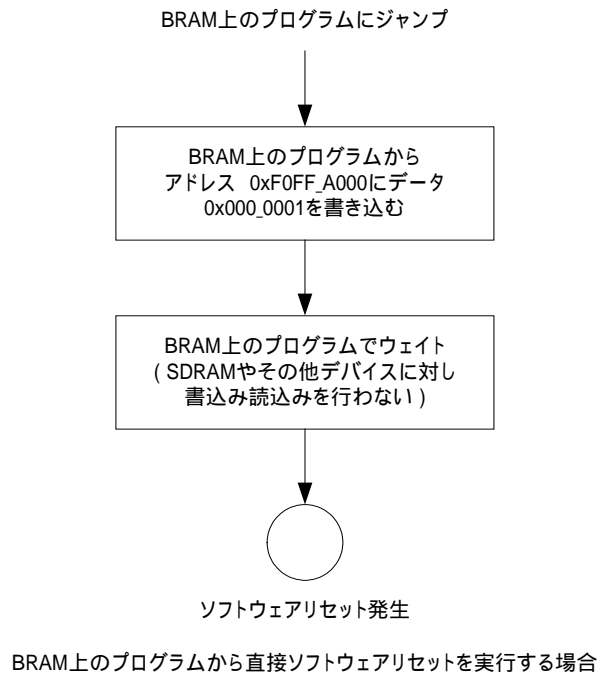 BRAM上のプログラムにジャンプ
BRAM上のプログラムから
アドレス 0xF0FF_A000にデータ
0x000_0001を書き込む
BRAM上のプログラムでウェイト
( SDRAMやその他デバイスに対し
書込み読込みを行わない )
ソフトウェアリセット発生
BRAM上のプログラムから直接ソフトウェアリセットを実行する場合